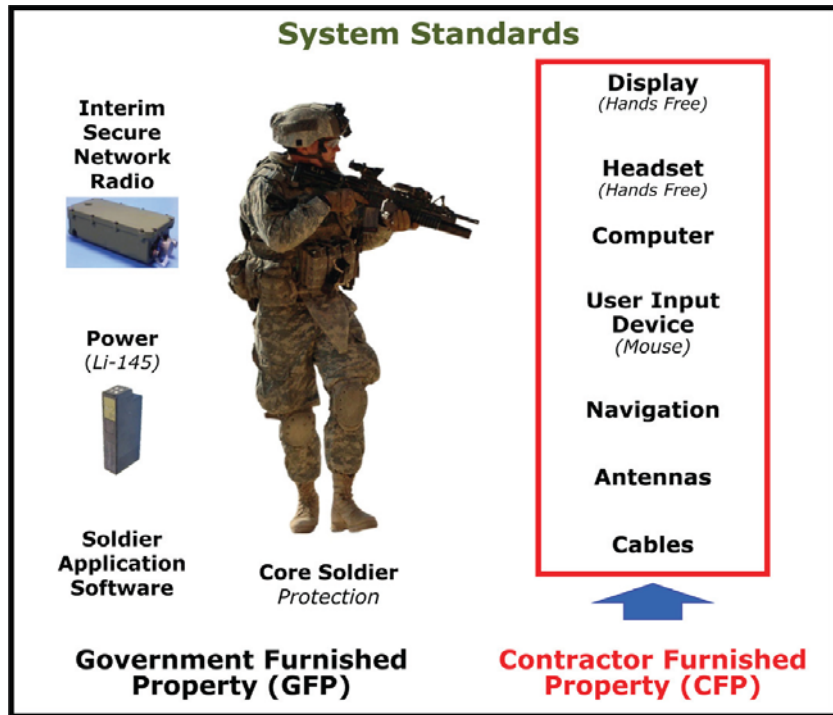 System Standards
Interim
Secure
Network
Radio
Power
(Li-145)
Soldier
Application
Software
Core Soldier
Protection
Government Furnished
Property (GFP)
Display
(Hands Free)
Headset
(Hands Free)
Computer
User Input
Device
(Mouse)
Navigation
Antennas
Cables
Contractor Furnished
Property (CFP)